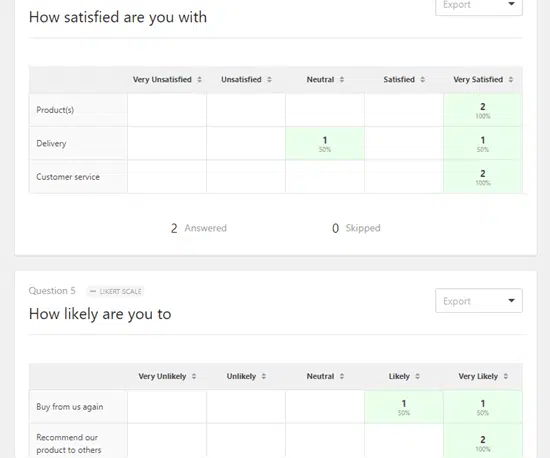 How satisfied are you with
Export
Very Unsatisfied Unsatisfied Neutral Satisfied Very Satisfied
Product(s) 2
100%
Delivery 1 1
50% 50%
Customer service 2
100%
2 Answered 0 Skipped
Question 5 LIKERT SCALE
Export
How likely are you to
Very Unlikely Unlikely Neutral Likely Very Likely
Buy from us again 1 1
50% 50%
Recommend our
product to others 2
100%